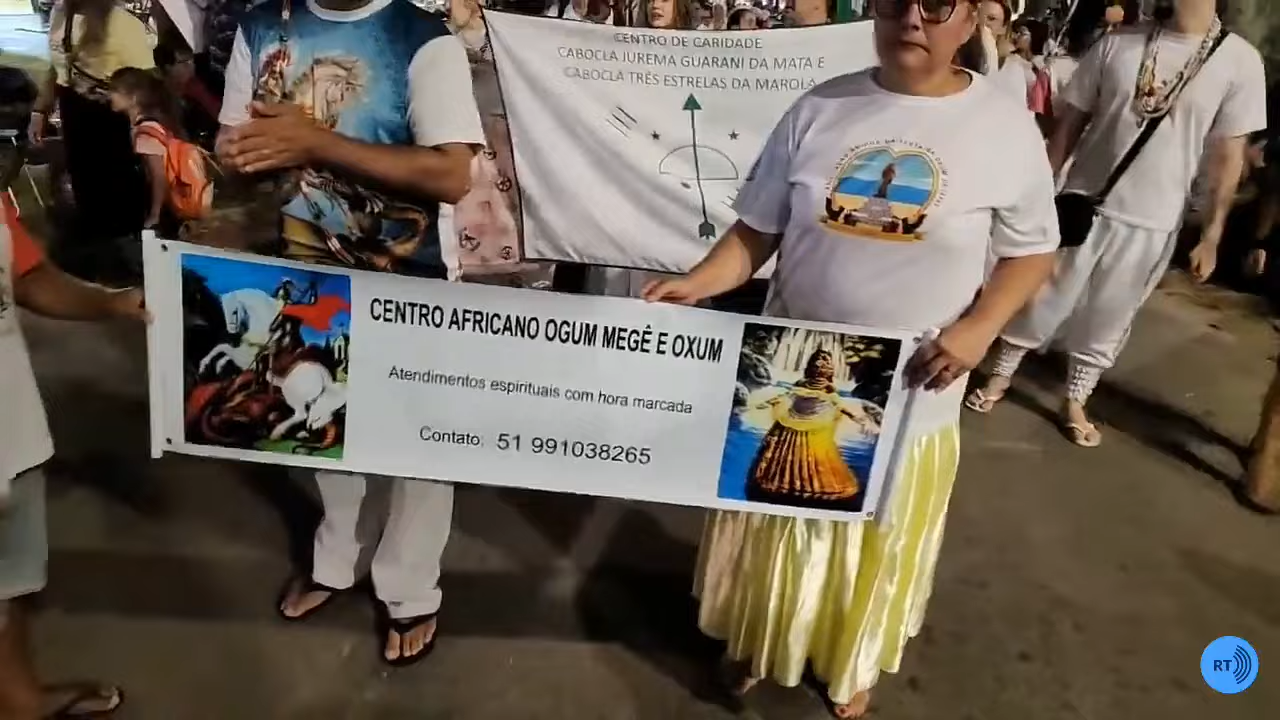 CENTRO DE CARIDADE
CABOCLA JUREMA GUARANI DA MATA E
CABOCLA TRÊS ESTRELAS DA MAROLA
CENTRO AFRICANO OGUM MEGÊ E OXUM
Atendimentos espirituais com hora marcada
Contato: 51 991038265
RT